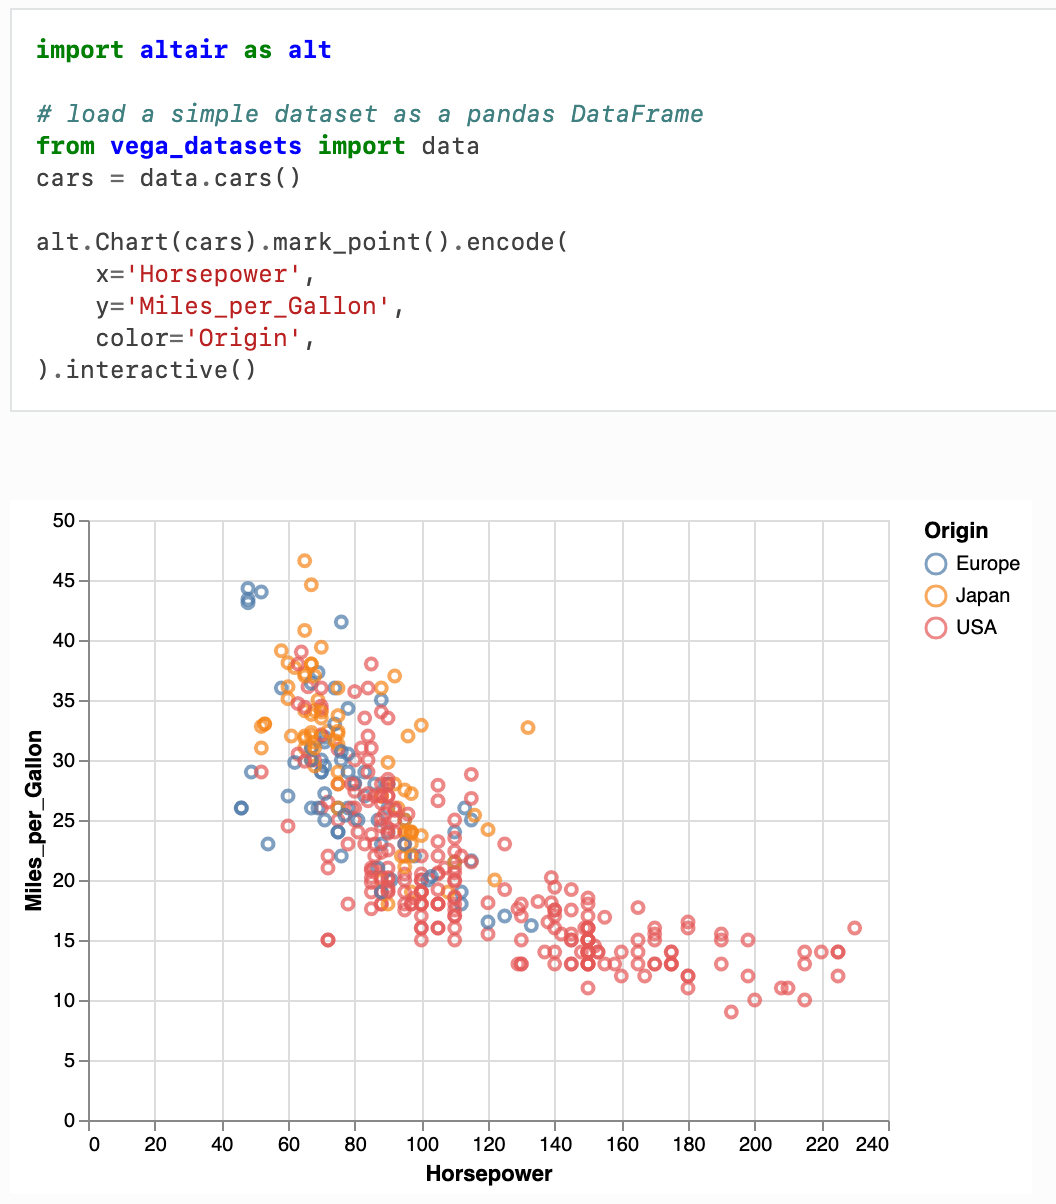 import altair as alt
# load a simple dataset as a pandas DataFrame
from vega_datasets import data
cars = data.cars()
alt.Chart(cars).mark_point().encode(
    x='Horsepower',
    y='Miles_per_Gallon',
    color='Origin',
).interactive()
50
45
40
35
30
25
20
15
10
5
0
Miles_per_Gallon
0 20 40 60 80 100 120 140 160 180 200 220 240
Horsepower
Origin
Europe
Japan
USA